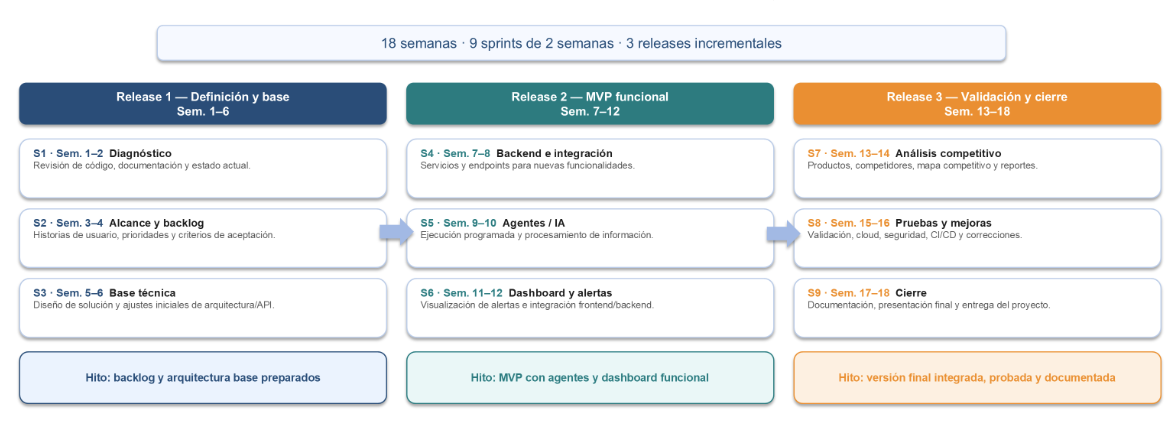 18 semanas · 9 sprints de 2 semanas · 3 releases incrementales
Release 1 — Definición y base
Sem. 1–6
S1 · Sem. 1–2 Diagnóstico
Revisión de código, documentación y estado actual.
S2 · Sem. 3–4 Alcance y backlog
Historias de usuario, prioridades y criterios de aceptación.
S3 · Sem. 5–6 Base técnica
Diseño de solución y ajustes iniciales de arquitectura/API.
Hito: backlog y arquitectura base preparados
Release 2 — MVP funcional
Sem. 7–12
S4 · Sem. 7–8 Backend e integración
Servicios y endpoints para nuevas funcionalidades.
S5 · Sem. 9–10 Agentes / IA
Ejecución programada y procesamiento de información.
S6 · Sem. 11–12 Dashboard y alertas
Visualización de alertas e integración frontend/backend.
Hito: MVP con agentes y dashboard funcional
Release 3 — Validación y cierre
Sem. 13–18
S7 · Sem. 13–14 Análisis competitivo
Productos, competidores, mapa competitivo y reportes.
S8 · Sem. 15–16 Pruebas y mejoras
Validación, cloud, seguridad, CI/CD y correcciones.
S9 · Sem. 17–18 Cierre
Documentación, presentación final y entrega del proyecto.
Hito: versión final integrada, probada y documentada